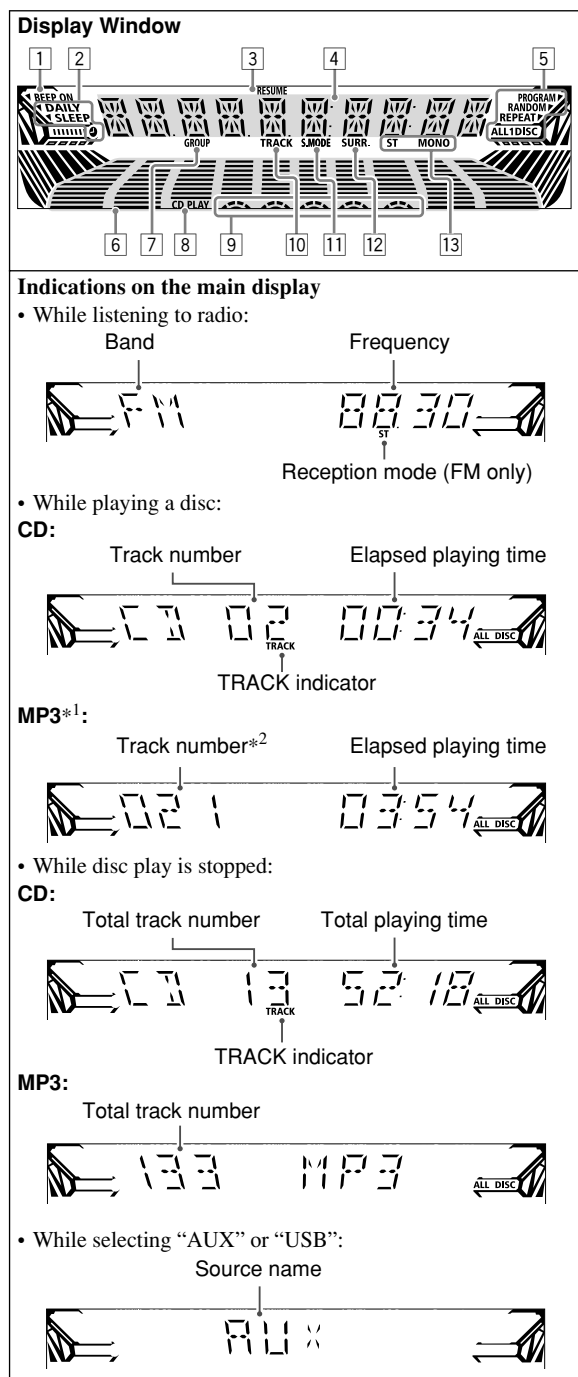 Display Window
1 2 3 4 5
RESUME
BEEP ON
DAILY
SLEEP
PROGRAM
RANDOM
REPEAT
ALL1DISC
GROUP TRACK S.MODE SURR. ST MONO
CD PLAY
6 7 8 9 10 11 12 13
Indications on the main display
• While listening to radio:
Band Frequency
FM 88.30
ST
Reception mode (FM only)
• While playing a disc:
CD:
Track number Elapsed playing time
CD 02 00:34 ALL DISC
TRACK
TRACK indicator
MP3*1:
Track number*2 Elapsed playing time
021 03:54 ALL DISC
• While disc play is stopped:
CD:
Total track number Total playing time
CD 13 52:18 ALL DISC
TRACK
TRACK indicator
MP3:
Total track number
133 MP3 ALL DISC
• While selecting “AUX” or “USB”:
Source name
AUX